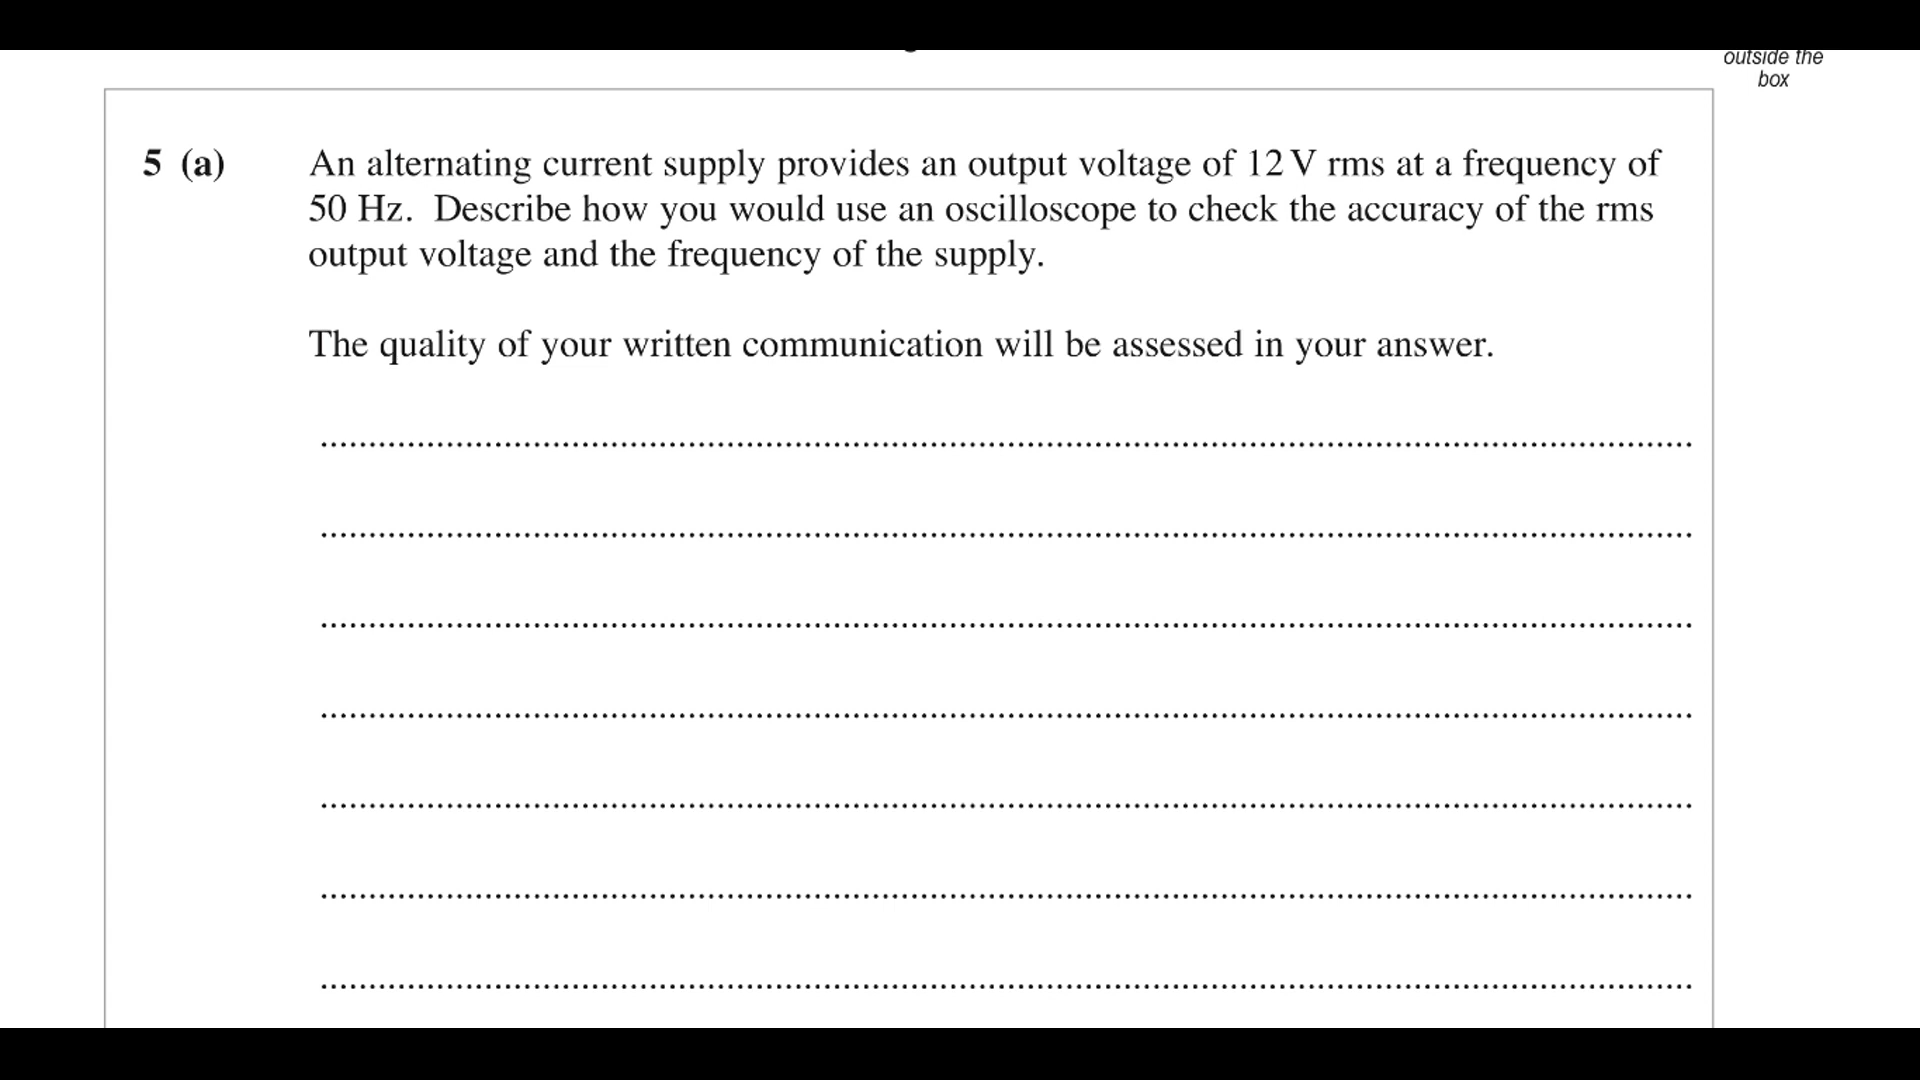 outside the
box
5 (a) An alternating current supply provides an output voltage of 12 V rms at a frequency of
50 Hz. Describe how you would use an oscilloscope to check the accuracy of the rms
output voltage and the frequency of the supply.
The quality of your written communication will be assessed in your answer.